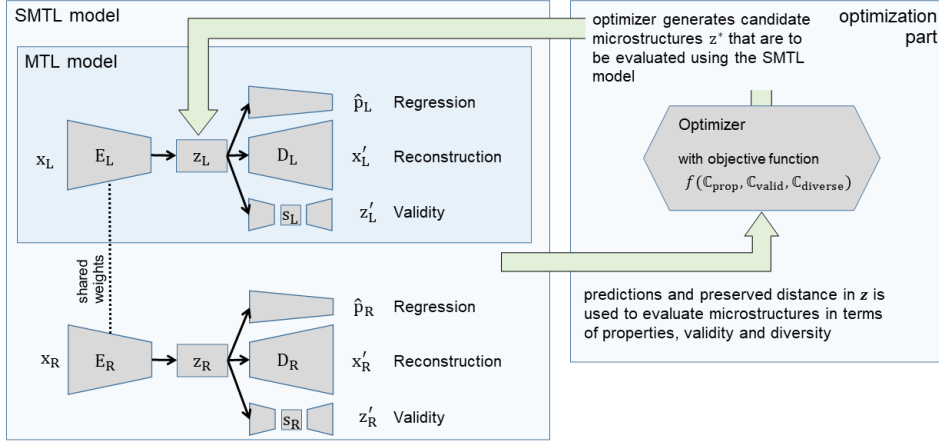 SMTL model
MTL model
x_L
E_L
z_L
p̂_L Regression
D_L
x′_L Reconstruction
s_L
z′_L Validity
shared
weights
x_R
E_R
z_R
p̂_R Regression
D_R
x′_R Reconstruction
s_R
z′_R Validity
optimizer generates candidate
microstructures z* that are to
be evaluated using the SMTL
model
optimization
part
Optimizer
with objective function
f(ℂ_prop, ℂ_valid, ℂ_diverse)
predictions and preserved distance in z is
used to evaluate microstructures in terms
of properties, validity and diversity